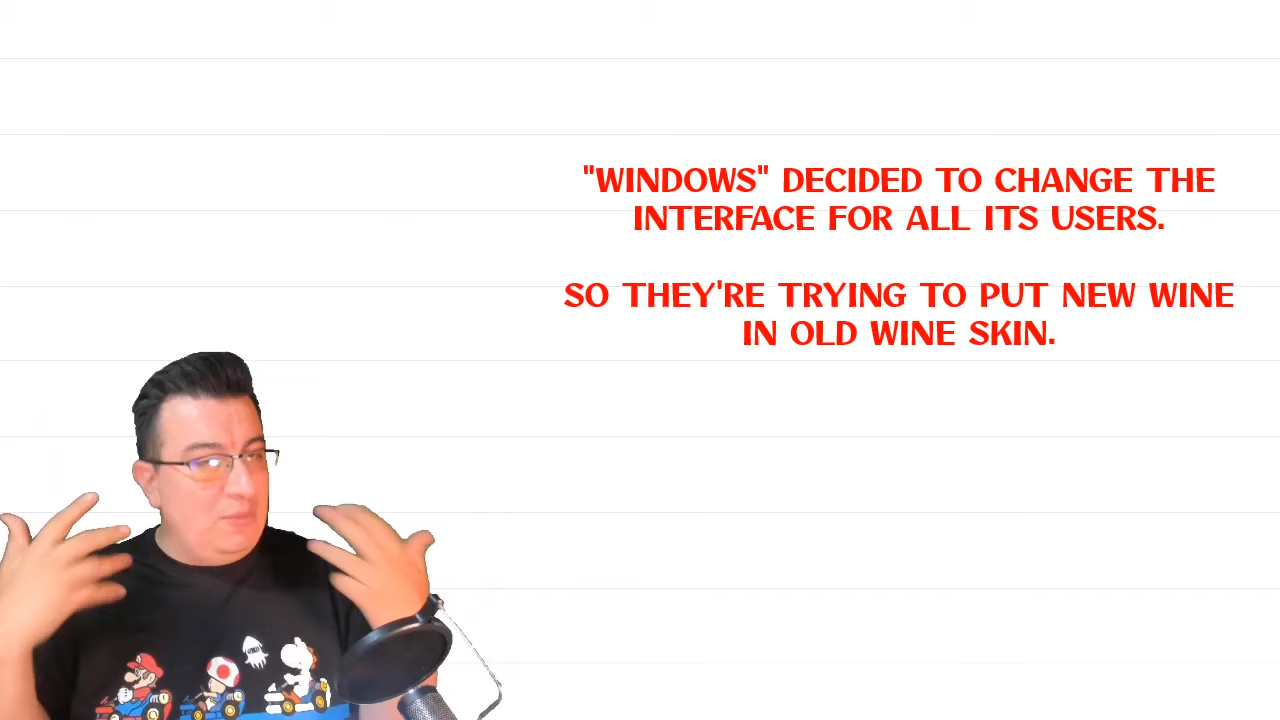 "WINDOWS" DECIDED TO CHANGE THE
INTERFACE FOR ALL ITS USERS.
SO THEY'RE TRYING TO PUT NEW WINE
IN OLD WINE SKIN.